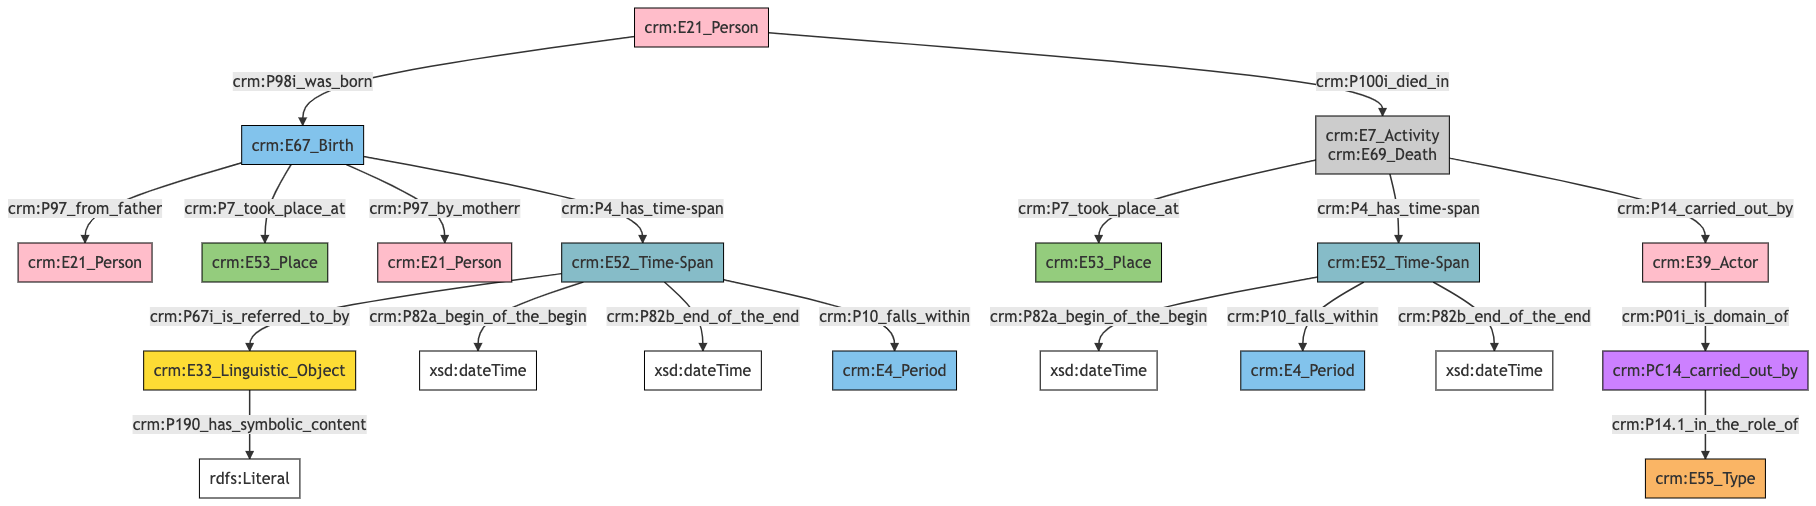 crm:E21_Person
crm:P98i_was_born
crm:P100i_died_in
crm:E67_Birth
crm:E7_Activity
crm:E69_Death
crm:P97_from_father
crm:P7_took_place_at
crm:P97_by_motherr
crm:P4_has_time-span
crm:P7_took_place_at
crm:P4_has_time-span
crm:P14_carried_out_by
crm:E21_Person
crm:E53_Place
crm:E21_Person
crm:E52_Time-Span
crm:E53_Place
crm:E52_Time-Span
crm:E39_Actor
crm:P67i_is_referred_to_by
crm:P82a_begin_of_the_begin
crm:P82b_end_of_the_end
crm:P10_falls_within
crm:P82a_begin_of_the_begin
crm:P10_falls_within
crm:P82b_end_of_the_end
crm:P01i_is_domain_of
crm:E33_Linguistic_Object
xsd:dateTime
xsd:dateTime
crm:E4_Period
xsd:dateTime
crm:E4_Period
xsd:dateTime
crm:PC14_carried_out_by
crm:P190_has_symbolic_content
crm:P14.1_in_the_role_of
rdfs:Literal
crm:E55_Type